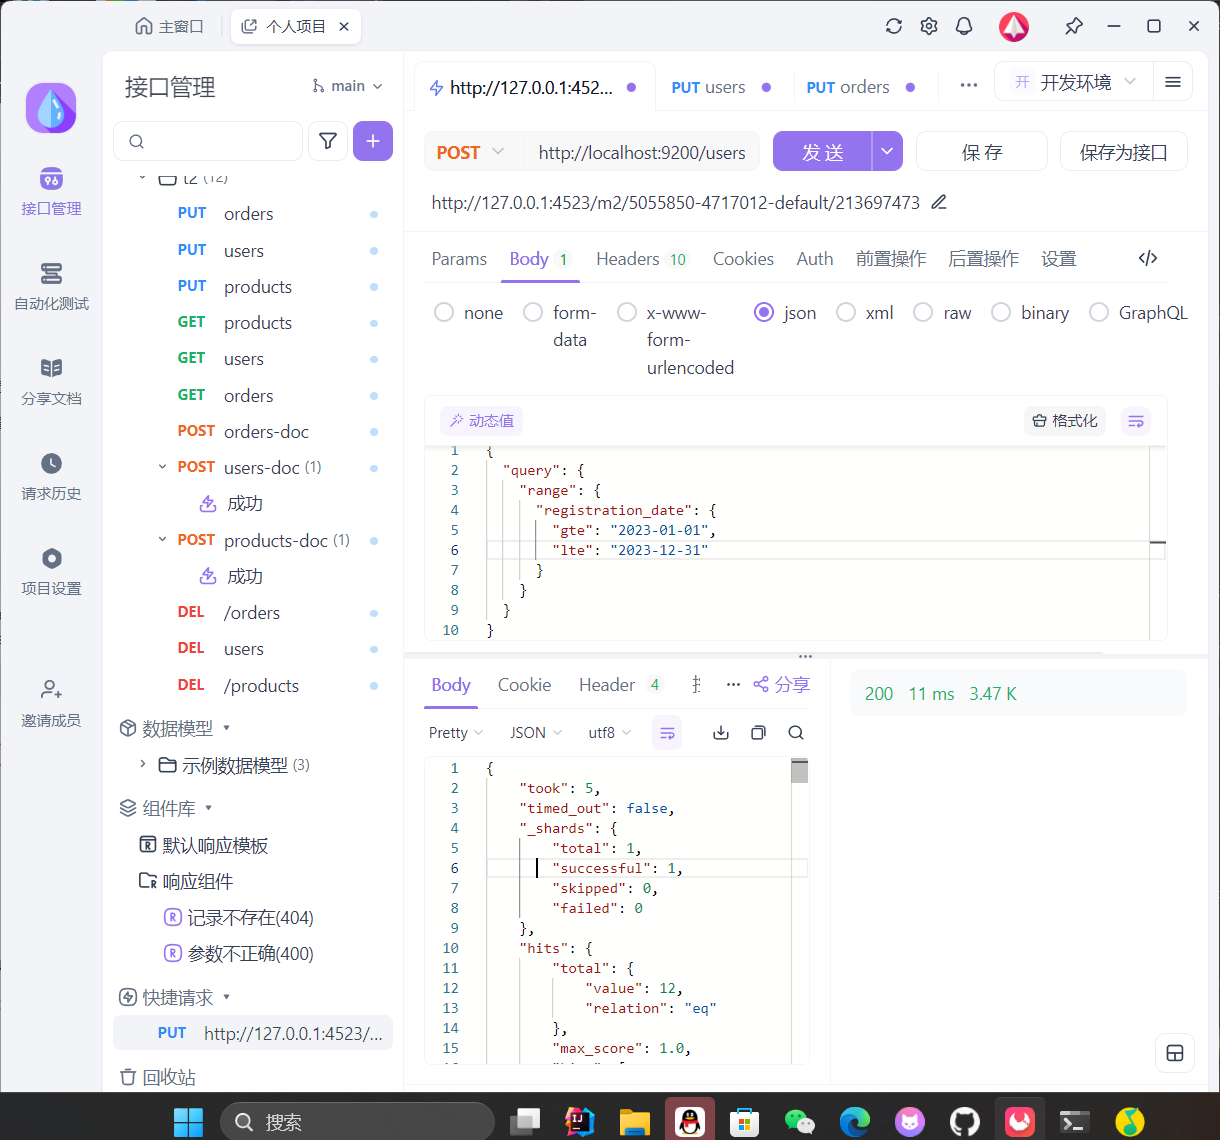 主窗口
个人项目
接口管理
main
http://127.0.0.1:452...
PUT users
PUT orders
开 开发环境
POST
http://localhost:9200/users
发 送
保 存
保存为接口
http://127.0.0.1:4523/m2/5055850-4717012-default/213697473
Params
Body 1
Headers 10
Cookies
Auth
前置操作
后置操作
设置
none
form-data
x-www-form-urlencoded
json
xml
raw
binary
GraphQL
动态值
格式化
1 {
2 "query": {
3 "range": {
4 "registration_date": {
5 "gte": "2023-01-01",
6 "lte": "2023-12-31"
7 }
8 }
9 }
10 }
接口管理
自动化测试
分享文档
请求历史
项目设置
邀请成员
t2 (12)
PUT orders
PUT users
PUT products
GET products
GET users
GET orders
POST orders-doc
POST users-doc (1)
成功
POST products-doc (1)
成功
DEL /orders
DEL users
DEL /products
数据模型
示例数据模型 (3)
组件库
默认响应模板
响应组件
记录不存在(404)
参数不正确(400)
快捷请求
PUT http://127.0.0.1:4523/...
回收站
Body
Cookie
Header 4
分享
200 11 ms 3.47 K
Pretty
JSON
utf8
1 {
2 "took": 5,
3 "timed_out": false,
4 "_shards": {
5 "total": 1,
6 "successful": 1,
7 "skipped": 0,
8 "failed": 0
9 },
10 "hits": {
11 "total": {
12 "value": 12,
13 "relation": "eq"
14 },
15 "max_score": 1.0,
搜索